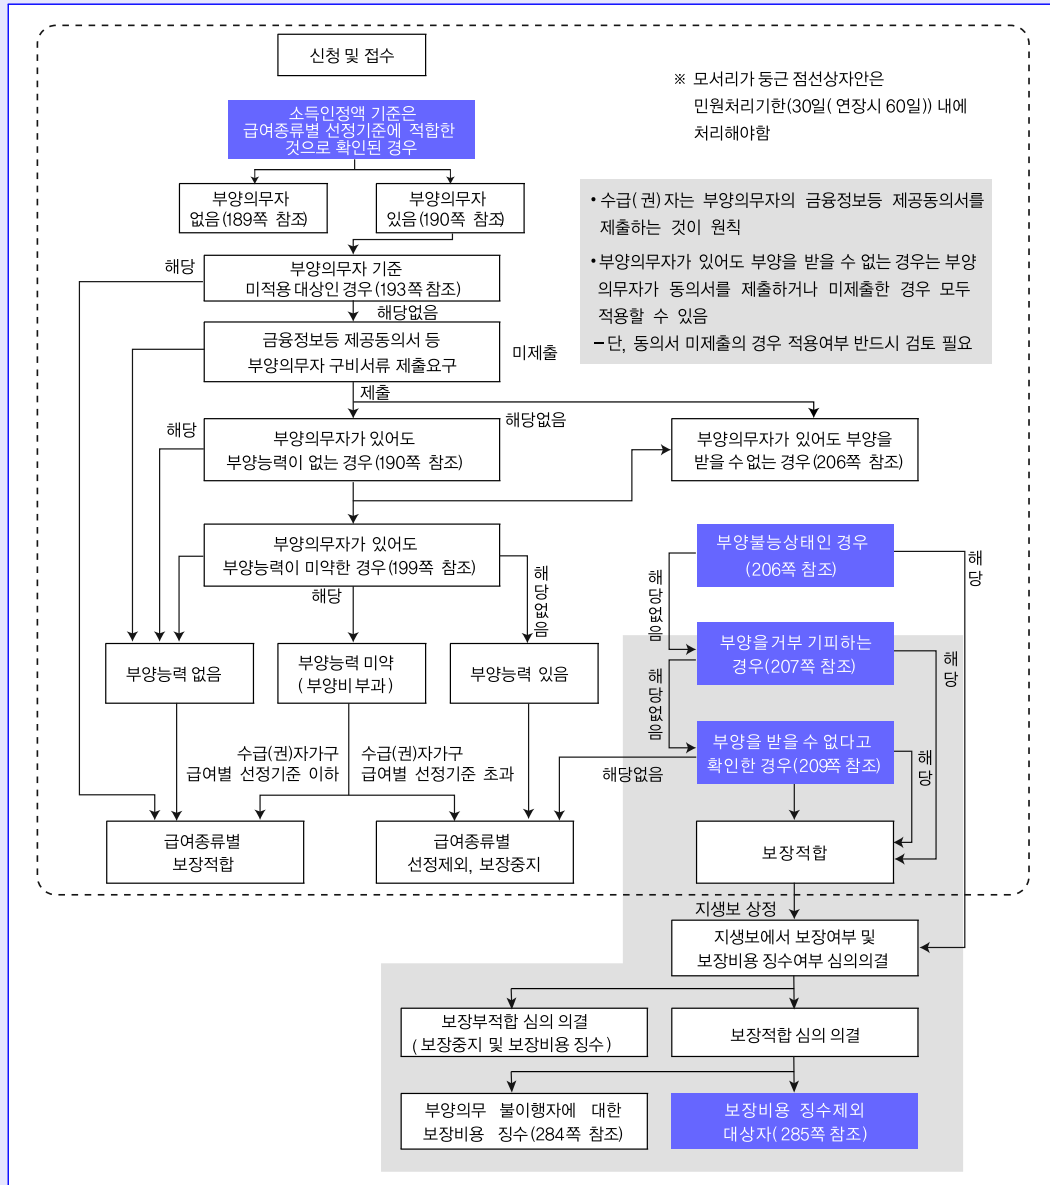 신청 및 접수
※ 모서리가 둥근 점선상자안은
민원처리기한(30일( 연장시 60일)) 내에
처리해야함
소득인정액 기준은
급여종류별 선정기준에 적합한
것으로 확인된 경우
부양의무자
없음(189쪽 참조)
부양의무자
있음(190쪽 참조)
• 수급( 권) 자는 부양의무자의 금융정보등 제공동의서를
제출하는 것이 원칙
• 부양의무자가 있어도 부양을 받을 수 없는 경우는 부양
의무자가 동의서를 제출하거나 미제출한 경우 모두
적용할 수 있음
– 단, 동의서 미제출의 경우 적용여부 반드시 검토 필요
해당
부양의무자 기준
미적용 대상인 경우(193쪽 참조)
해당없음
금융정보등 제공동의서 등
부양의무자 구비서류 제출요구
미제출
제출
해당
해당없음
부양의무자가 있어도
부양능력이 없는 경우(190쪽 참조)
부양의무자가 있어도 부양을
받을 수 없는 경우(206쪽 참조)
부양의무자가 있어도
부양능력이 미약한 경우(199쪽 참조)
해당
해당없음
부양불능상태인 경우
(206쪽 참조)
해당
해당없음
부양을거부 기피하는
경우(207쪽 참조)
해당
해당없음
부양능력 없음
부양능력 미약
( 부양비 부과)
부양능력 있음
수급(권)자가구
급여별 선정기준 이하
수급(권)자가구
급여별 선정기준 초과
부양을 받을 수 없다고
확인한 경우(209쪽 참조)
해당
해당없음
급여종류별
보장적합
급여종류별
선정제외, 보장중지
보장적합
지생보 상정
지생보에서 보장여부 및
보장비용 징수여부 심의의결
보장부적합 심의 의결
( 보장중지 및 보장비용 징수 )
보장적합 심의 의결
부양의무 불이행자에 대한
보장비용 징수(284쪽 참조)
보장비용 징수제외
대상자(285쪽 참조)